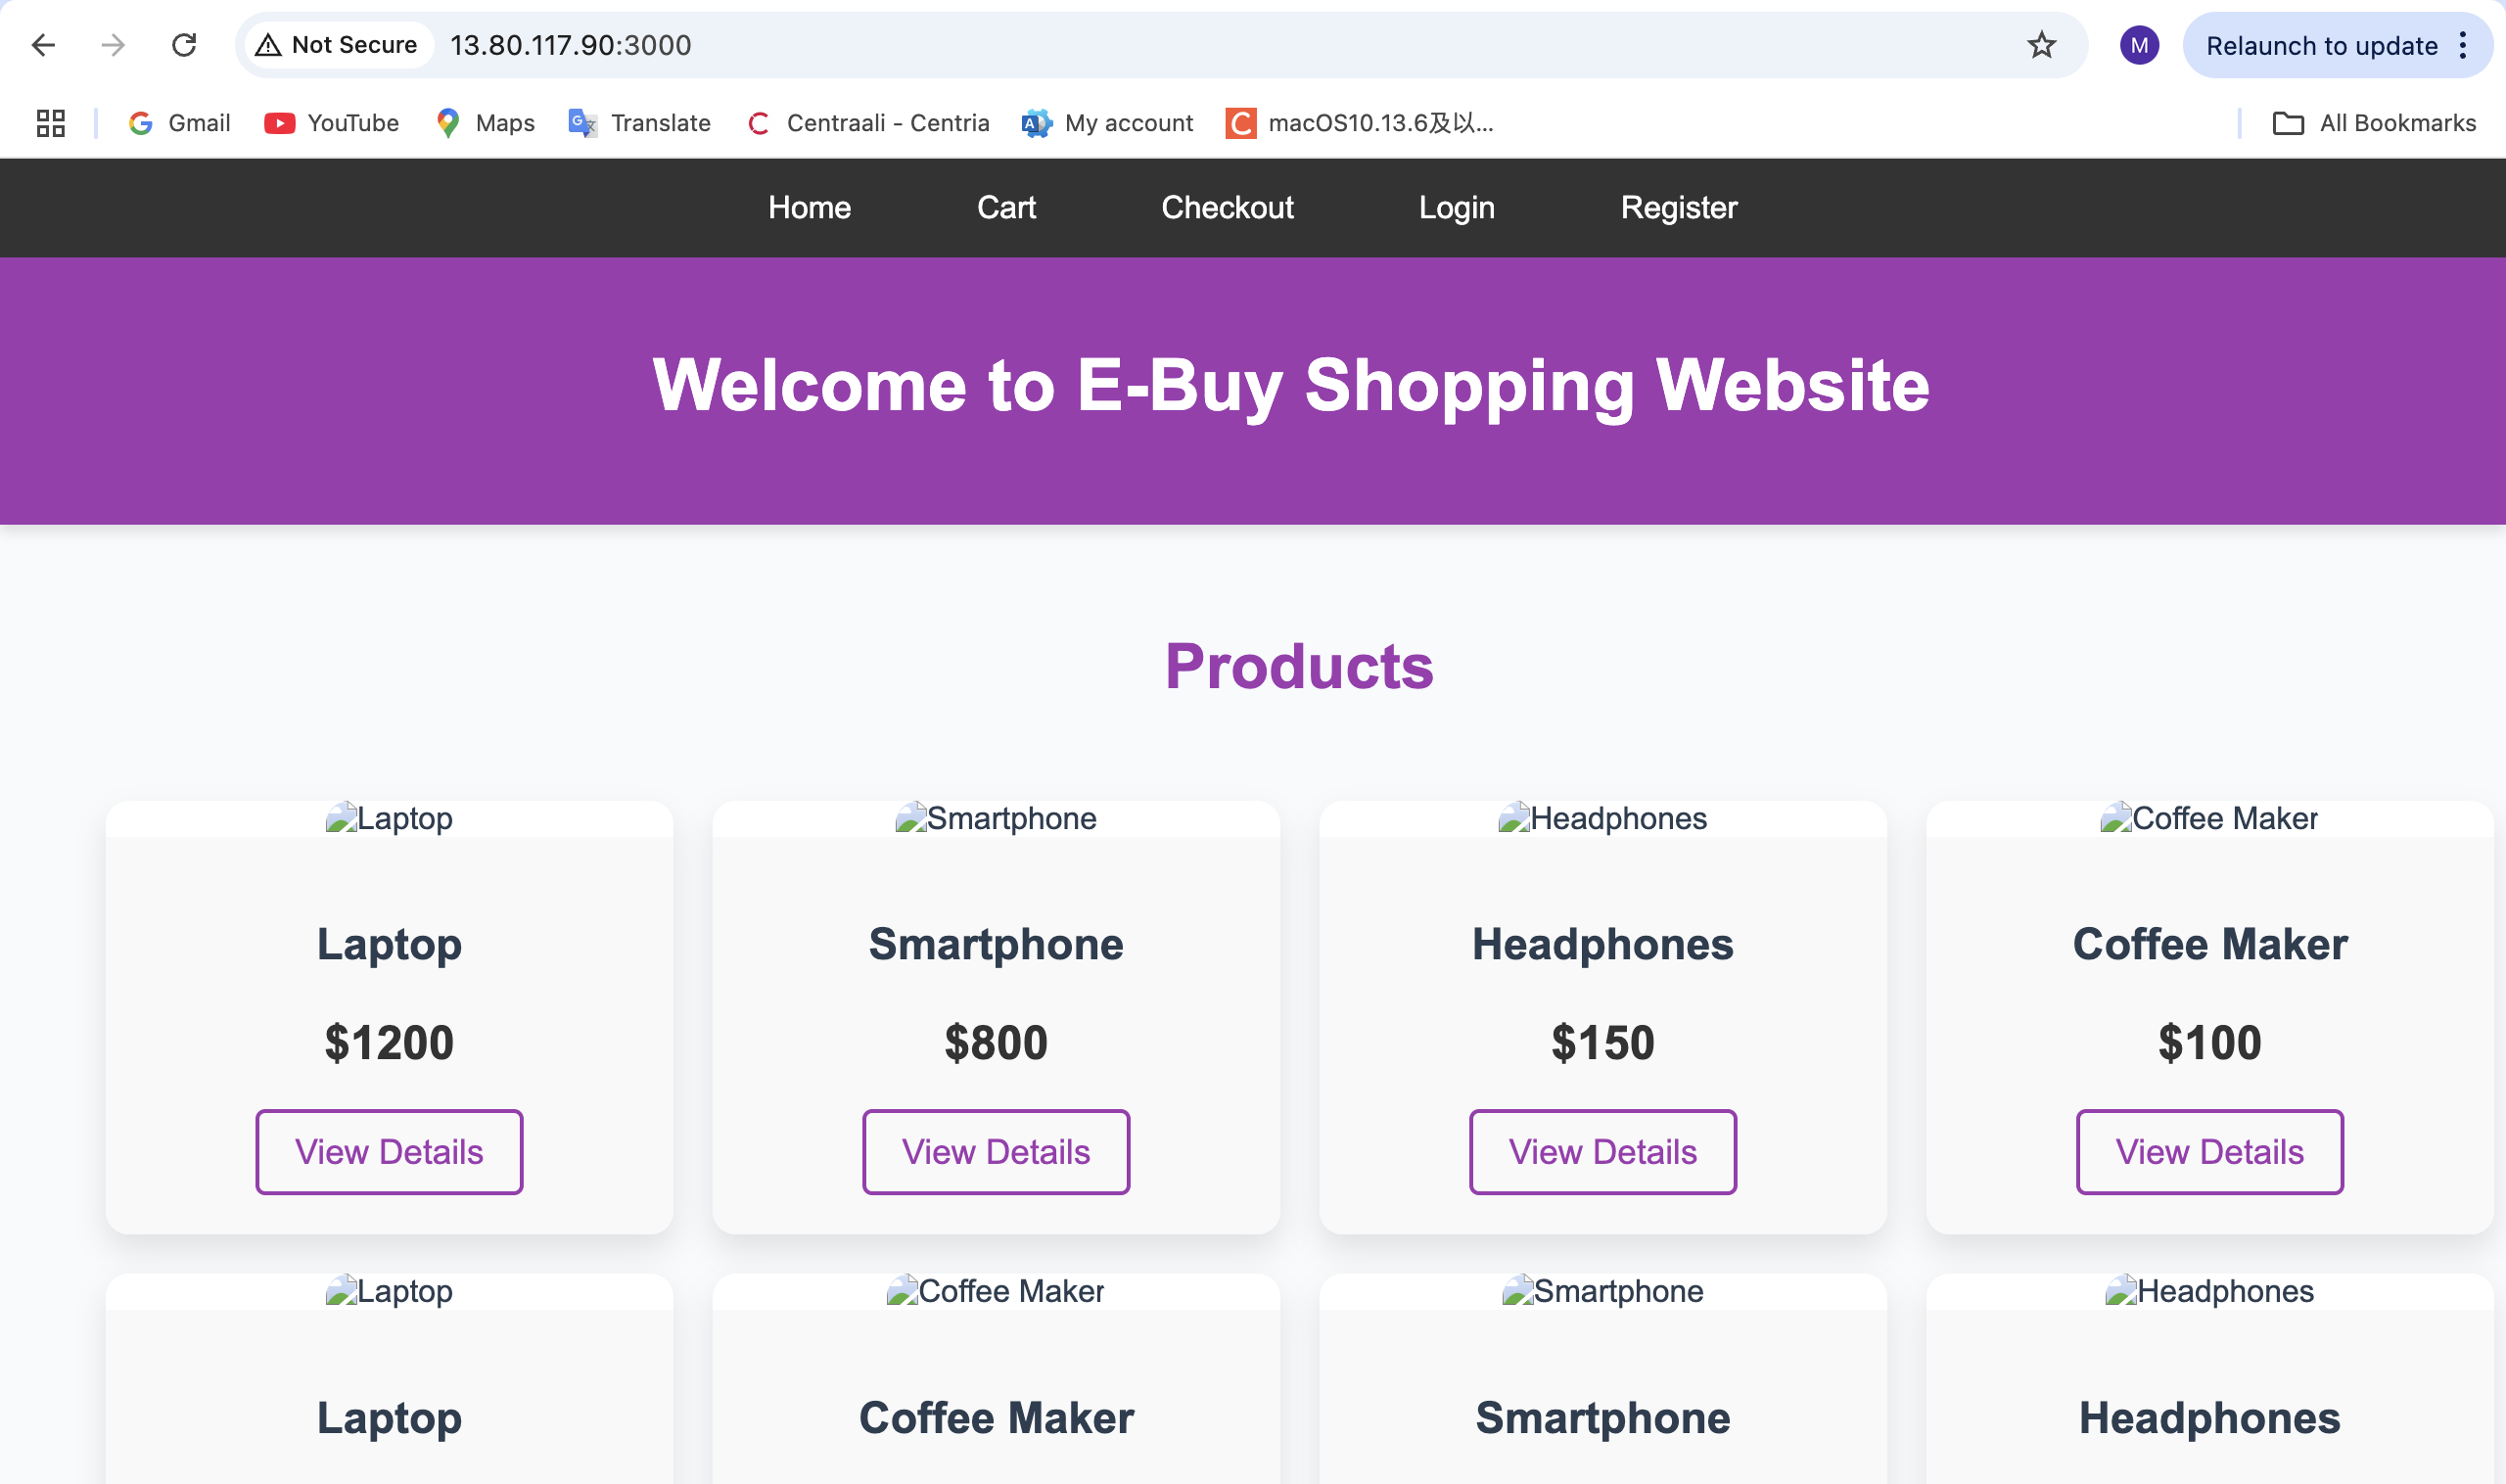 Not Secure 13.80.117.90:3000 M Relaunch to update
Gmail YouTube Maps Translate Centraali - Centria My account macOS10.13.6及以... All Bookmarks
Home Cart Checkout Login Register
Welcome to E-Buy Shopping Website
Products
Laptop Smartphone Headphones Coffee Maker
Laptop Smartphone Headphones Coffee Maker
$1200 $800 $150 $100
View Details View Details View Details View Details
Laptop Coffee Maker Smartphone Headphones
Laptop Coffee Maker Smartphone Headphones